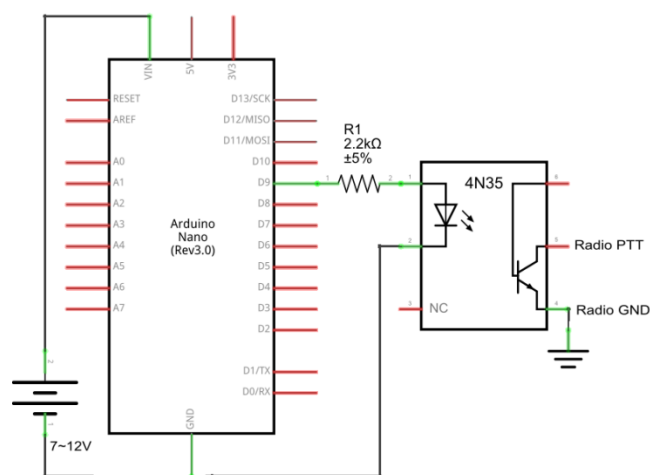 VIN
5V
3V3
RESET
AREF
A0
A1
A2
A3
A4
A5
A6
A7
Arduino
Nano
(Rev3.0)
D13/SCK
D12/MISO
D11/MOSI
D10
D9
D8
D7
D6
D5
D4
D3
D2
D1/TX
D0/RX
GND
2
1
7~12V
R1
2.2kΩ
±5%
1
2
4N35
1
2
3
NC
6
5
4
Radio PTT
Radio GND